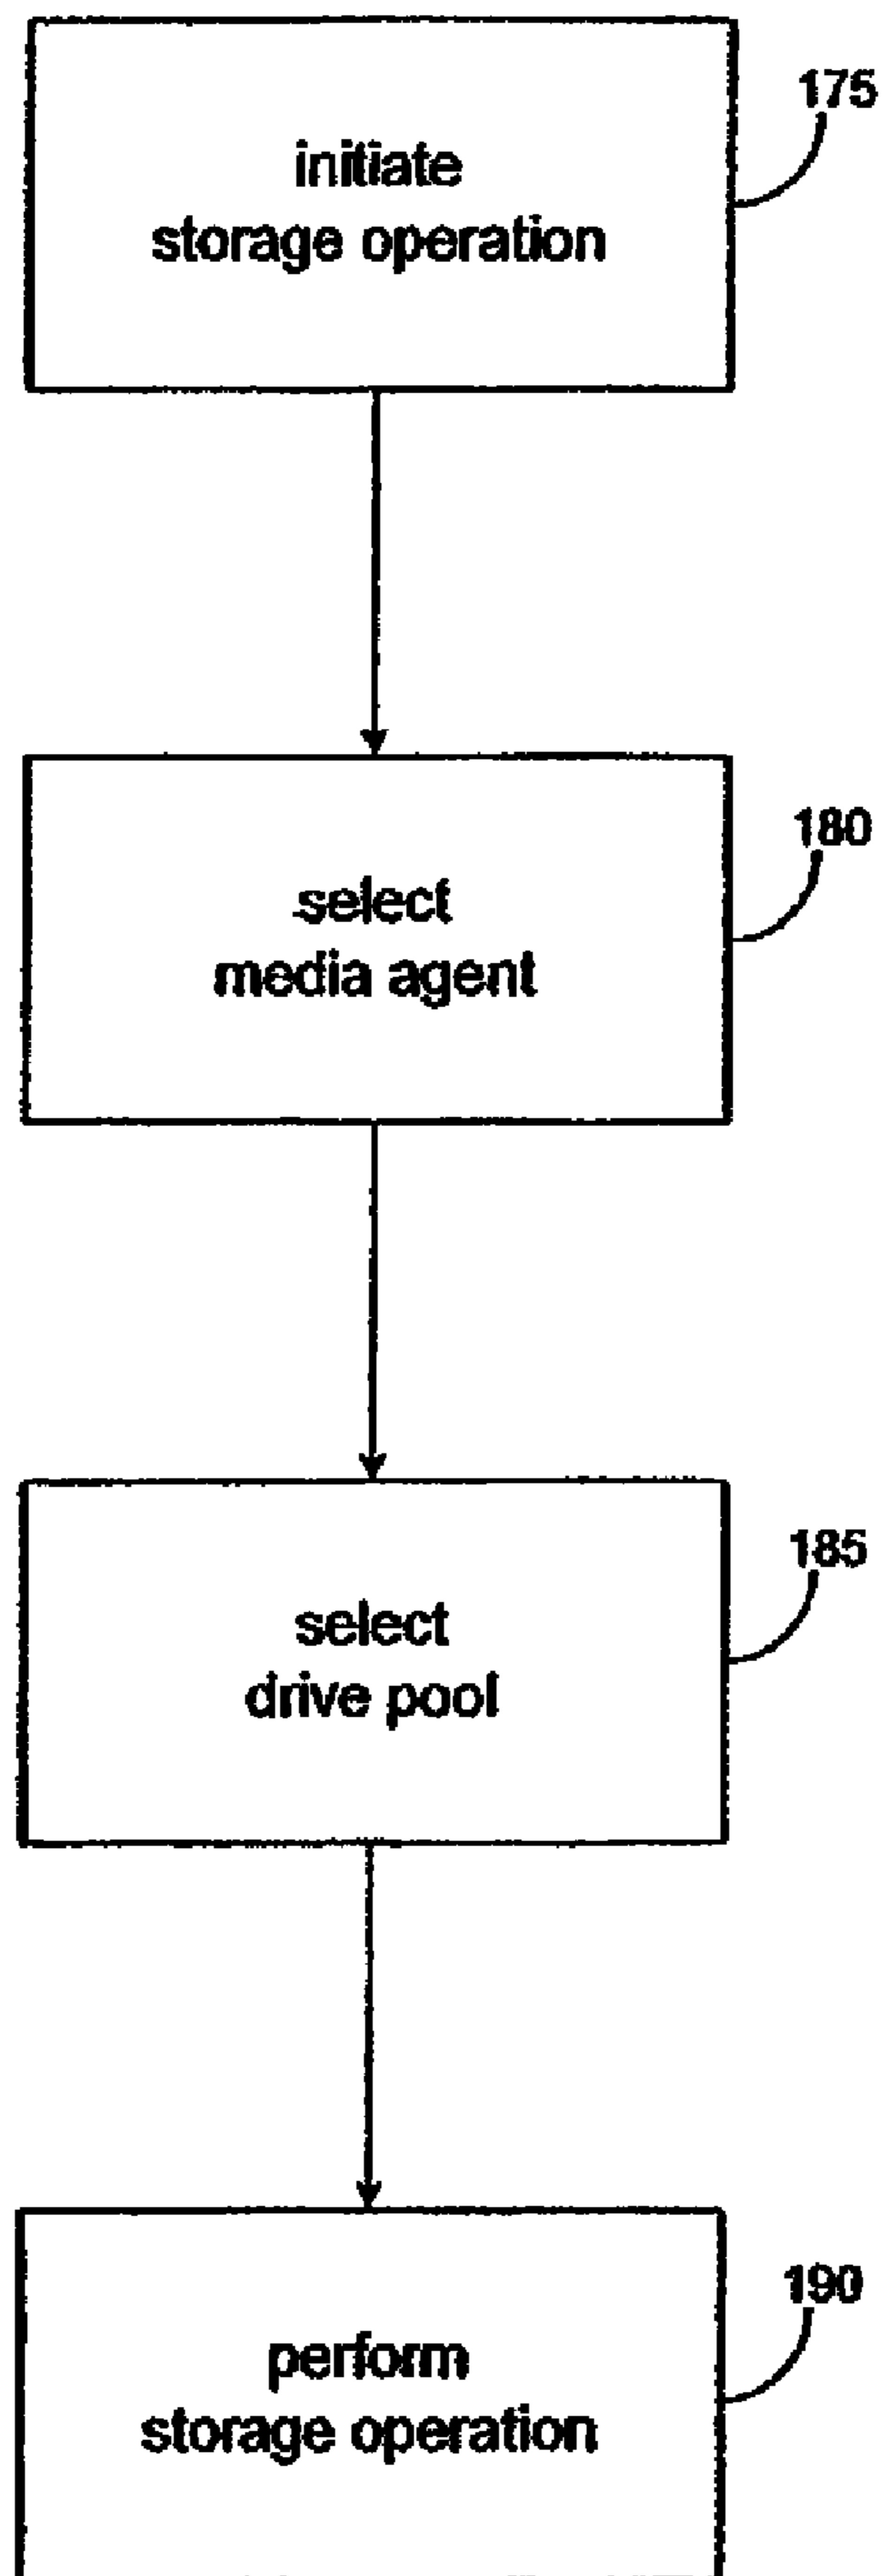 175
initiate
storage operation
180
select
media agent
185
select
drive pool
190
perform
storage operation